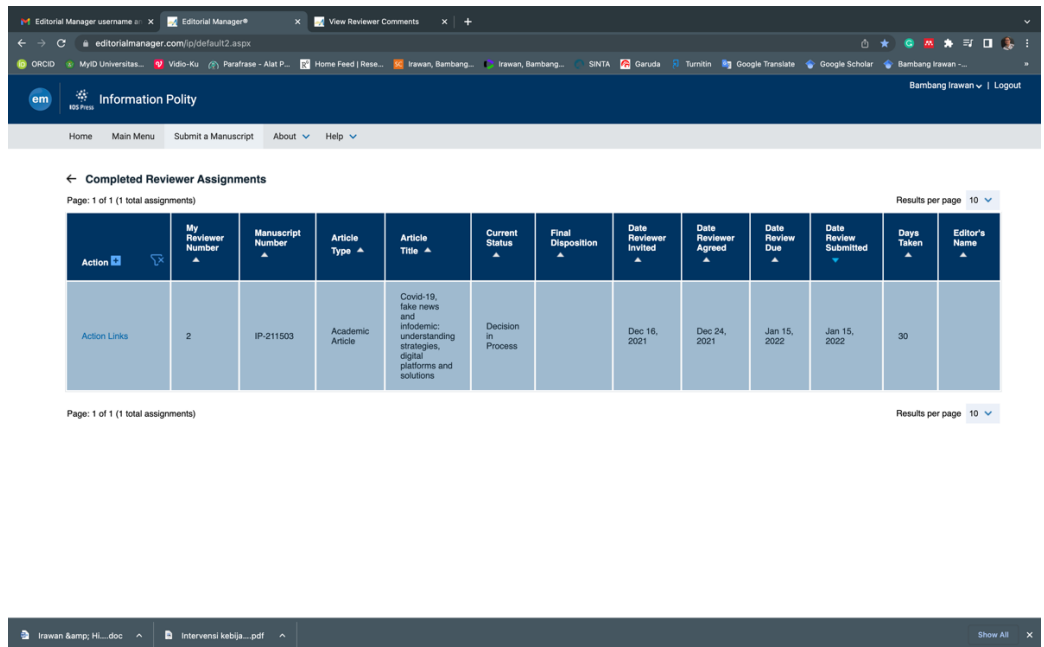 Editorial Manager username an
Editorial Manager®
View Reviewer Comments
editorialmanager.com/ip/default2.aspx
ORCID
MyID Universitas...
Vidio-Ku
Parafrase - Alat P...
Home Feed | Rese...
Irawan, Bambang...
Irawan, Bambang...
SINTA
Garuda
Turnitin
Google Translate
Google Scholar
Bambang Irawan -...
»
em
IOS Press
Information Polity
Bambang Irawan | Logout
Home
Main Menu
Submit a Manuscript
About
Help
← Completed Reviewer Assignments
Page: 1 of 1 (1 total assignments)
Results per page 10
Action
My
Reviewer
Number
Manuscript
Number
Article
Type
Article
Title
Current
Status
Final
Disposition
Date
Reviewer
Invited
Date
Reviewer
Agreed
Date
Review
Due
Date
Review
Submitted
Days
Taken
Editor's
Name
Action Links
2
IP-211503
Academic
Article
Covid-19,
fake news
and
infodemic:
understanding
strategies,
digital
platforms and
solutions
Decision
in
Process
Dec 16,
2021
Dec 24,
2021
Jan 15,
2022
Jan 15,
2022
30
Page: 1 of 1 (1 total assignments)
Results per page 10
Irawan &amp; Hi....doc
Intervensi kebija....pdf
Show All